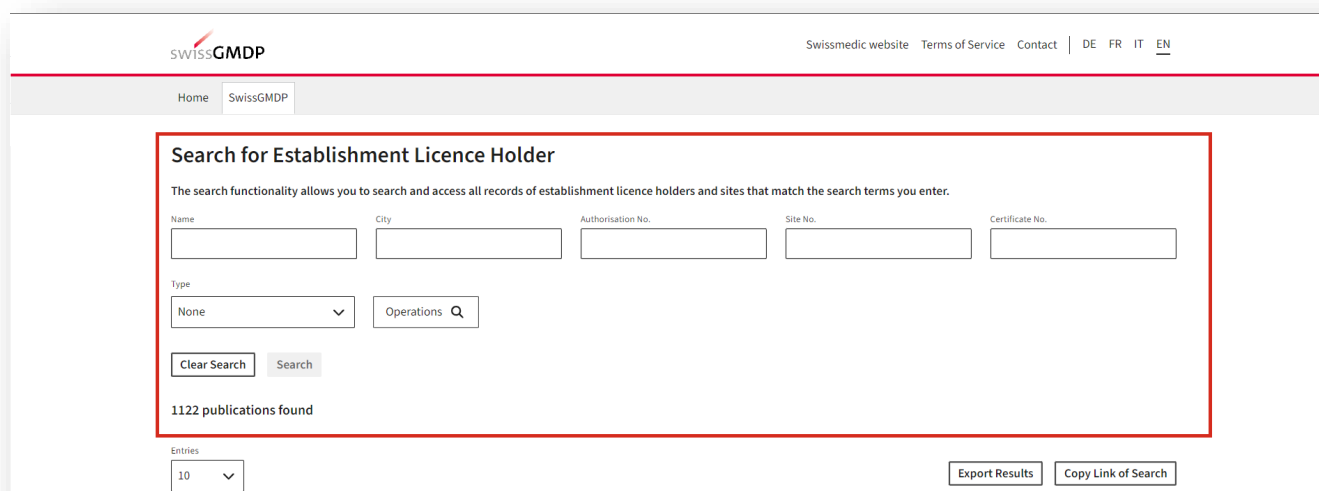 swissGMDP
Swissmedic website Terms of Service Contact DE FR IT EN
Home SwissGMDP
Search for Establishment Licence Holder
The search functionality allows you to search and access all records of establishment licence holders and sites that match the search terms you enter.
Name City Authorisation No. Site No. Certificate No.
Type
None Operations
Clear Search Search
1122 publications found
Entries
10 Export Results Copy Link of Search